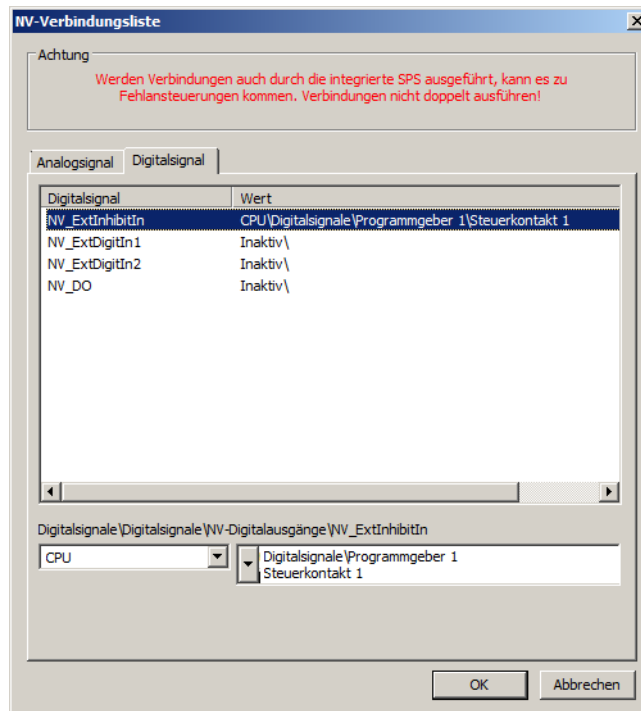 NV-Verbindungsliste
Achtung
Werden Verbindungen auch durch die integrierte SPS ausgeführt, kann es zu
Fehlansteuerungen kommen. Verbindungen nicht doppelt ausführen!
Analogsignal Digitalsignal
Digitalsignal Wert
NV_ExtInhibitIn CPU\Digitalsignale\Programmgeber 1\Steuerkontakt 1
NV_ExtDigitIn1 Inaktiv\
NV_ExtDigitIn2 Inaktiv\
NV_DO Inaktiv\
Digitalsignale\Digitalsignale\NV-Digitalausgänge\NV_ExtInhibitIn
CPU Digitalsignale\Programmgeber 1
Steuerkontakt 1
OK Abbrechen